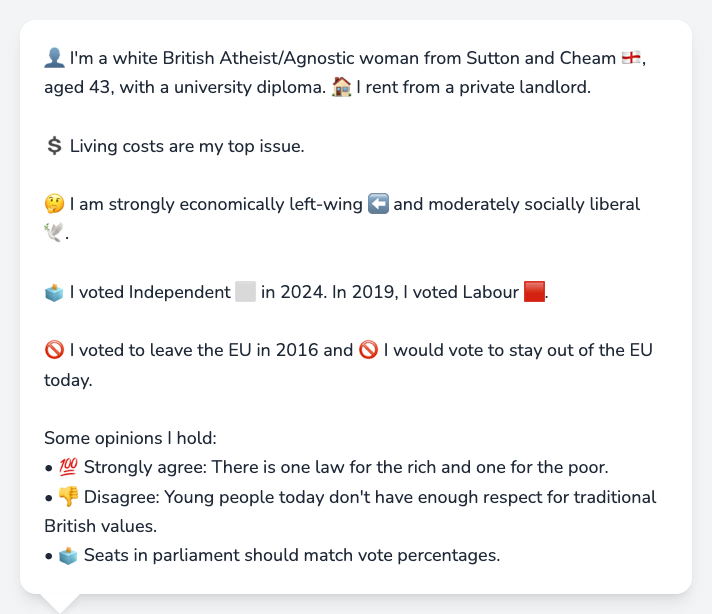 👤 I'm a white British Atheist/Agnostic woman from Sutton and Cheam 🏴󠁧󠁢󠁥󠁮󠁧󠁿,
aged 43, with a university diploma. 🏠 I rent from a private landlord.
💲 Living costs are my top issue.
🤔 I am strongly economically left-wing ⬅️ and moderately socially liberal
🕊️.
🗳️ I voted Independent ⬜ in 2024. In 2019, I voted Labour 🟥.
🚫 I voted to leave the EU in 2016 and 🚫 I would vote to stay out of the EU
today.
Some opinions I hold:
• 💯 Strongly agree: There is one law for the rich and one for the poor.
• 👎 Disagree: Young people today don't have enough respect for traditional
British values.
• 🗳️ Seats in parliament should match vote percentages.